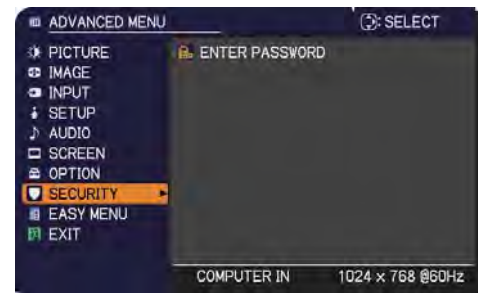 ADVANCED MENU
: SELECT
PICTURE
ENTER PASSWORD
IMAGE
INPUT
SETUP
AUDIO
SCREEN
OPTION
SECURITY
EASY MENU
EXIT
COMPUTER IN
1024 x 768 @60Hz